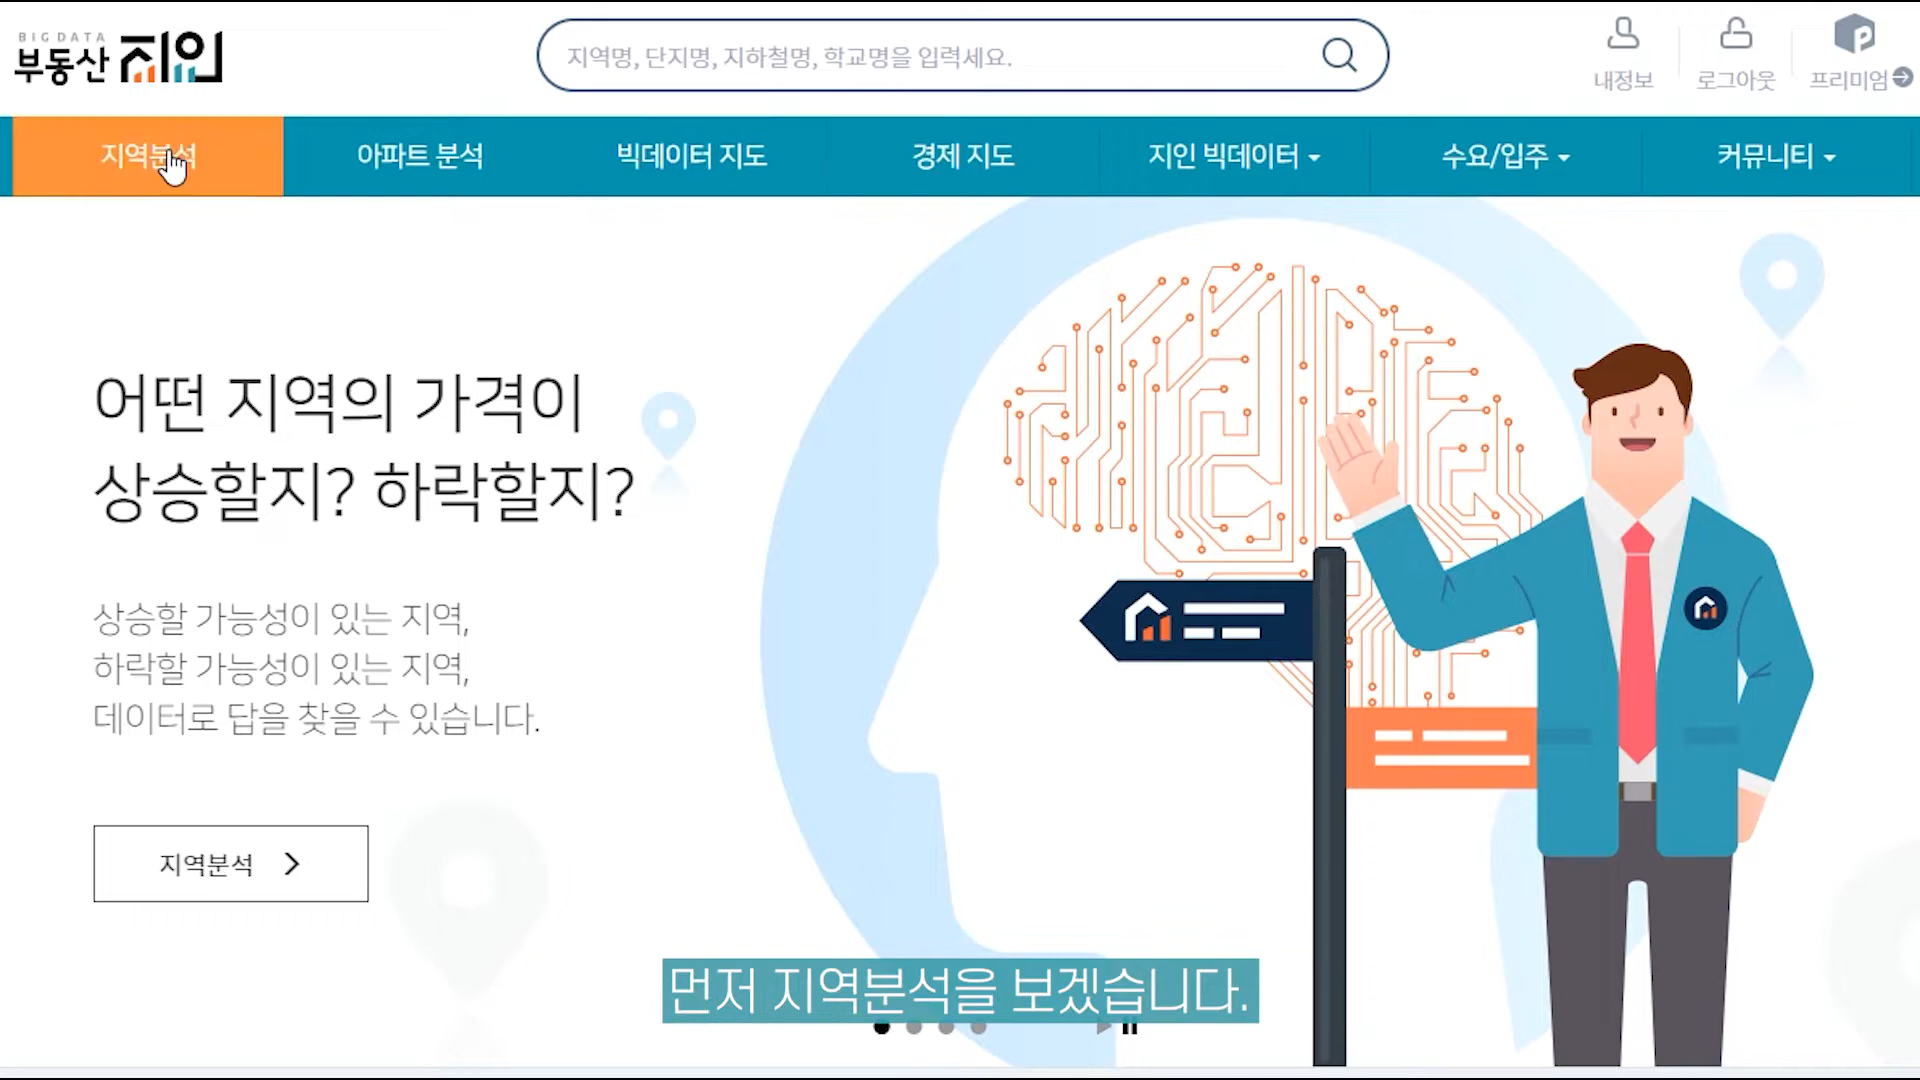 BIG DATA
부동산 지인
지역명, 단지명, 지하철명, 학교명을 입력세요.
내정보
로그아웃
프리미엄
지역분석
아파트 분석
빅데이터 지도
경제 지도
지인 빅데이터
수요/입주
커뮤니티
어떤 지역의 가격이
상승할지? 하락할지?
상승할 가능성이 있는 지역,
하락할 가능성이 있는 지역,
데이터로 답을 찾을 수 있습니다.
지역분석
먼저 지역분석을 보겠습니다.